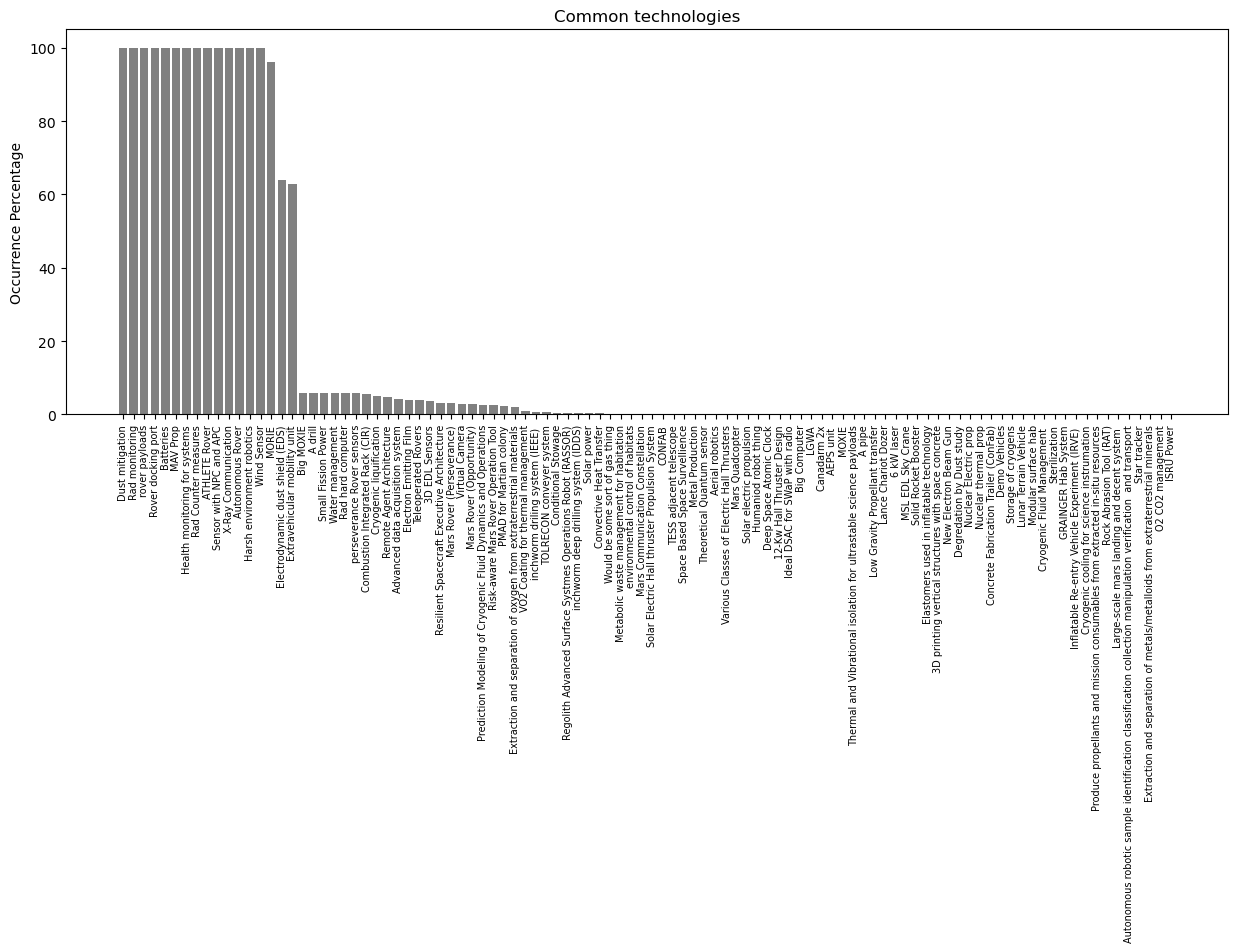 Common technologies
Occurrence Percentage
100
80
60
40
20
0
Dust mitigation
Rad monitoring
rover payloads
Rover docking port
Batteries
MAV Prop
Health monitoring for systems
Rad Counter measures
ATHLETE Rover
Sensor with NPC and APC
X-Ray Communication
Autonomous Rover
Harsh environment robotics
Wind Sensor
MORIE
Electrodynamic dust shield (EDS)
Extravehicular mobility unit
Big MOXIE
A drill
Small Fission Power
Water management
Rad hard computer
perseverance Rover sensors
Combustion Integrated Rack (CIR)
Cryogenic liquification
Remote Agent Architecture
Advanced data acquisition system
Electron Emitting Film
Teleoperated Rovers
3D EDL Sensors
Resilient Spacecraft Executive Architecture
Mars Rover (Perseverance)
Virtual Camera
Mars Rover (Opportunity)
Prediction Modeling of Cryogenic Fluid Dynamics and Operations
Risk-aware Mars Rover Operation Tool
PMAD for Martian colony
Extraction and separation of oxygen from extraterrestrial materials
VO2 Coating for thermal management
inchworm drilling system (IEE)
TOLRECON conveyer system
Conditional Stowage
Regolith Advanced Surface Systmes Operations Robot (RASSOR)
inchworm deep drilling system (IDDS)
Solar power
Convective Heat Transfer
Would be some sort of gas thing
Metabolic waste management for habitation
environmental control of habitats
Mars Communication Constellation
Solar Electric Hall thruster Propulsion System
CONFAB
TESS adjacent telescope
Space Based Space Surveillience
Metal Production
Theoretical Quantum sensor
Aerial robotics
Various Classes of Electric Hall Thrusters
Mars Quadcopter
Solar electric propulsion
Humaniod robot thing
Deep Space Atomic Clock
12-Kw Hall Thruster Design
Ideal DSAC for SWaP with radio
Big Computer
LGWA
Canadarm 2x
AEPS unit
MOXIE
Thermal and Vibrational isolation for ultrastable science payloads
A pipe
Low Gravity Propellant transfer
Lance Chapat Dozer
6 kW laser
MSL EDL Sky Crane
Solid Rocket Booster
Elastomers used in inflatable technology
3D printing vertical structures with space concrete
New Electron Beam Gun
Degredation by Dust study
Nuclear Electric prop
Nucelar thermal prop
Concrete Fabrication Trailer (ConFab)
Demo Vehicles
Storage of cryogens
Lunar Terrain Vehicle
Modular surface hab
Cryogenic Fluid Management
Sterilization
GRAINGER Hab System
Inflatable Re-entry Vehicle Experiment (IRVE)
Cryogenic cooling for science instrumation
Produce propellants and mission consumables from extracted in-situ resources
Rock Abrasion Tool (RAT)
Large-scale mars landing and decent system
Autonomous robotic sample identification classification collection manipulation verification and transport
Star tracker
Extraction and separation of metals/metalloids from extraterrestrial minerals
O2 CO2 management
ISRU Power